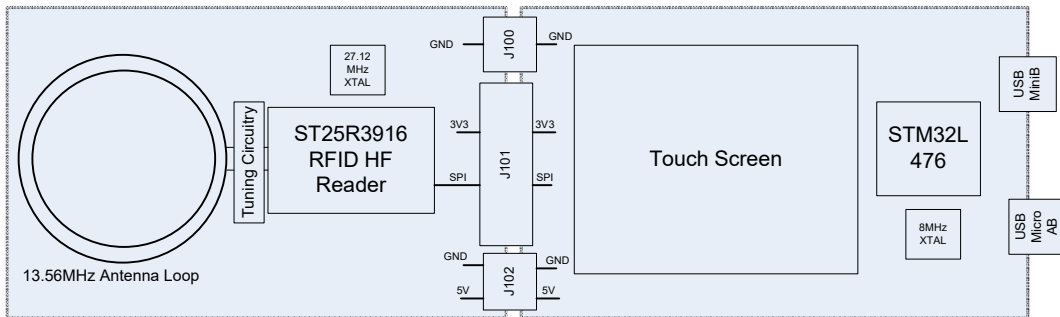 13.56MHz Antenna Loop
Tuning Circuitry
27.12
MHz
XTAL
ST25R3916
RFID HF
Reader
GND
J100
GND
3V3
SPI
J101
3V3
SPI
GND
5V
J102
GND
5V
Touch Screen
STM32L
476
8MHz
XTAL
USB
MiniB
USB
Micro
AB